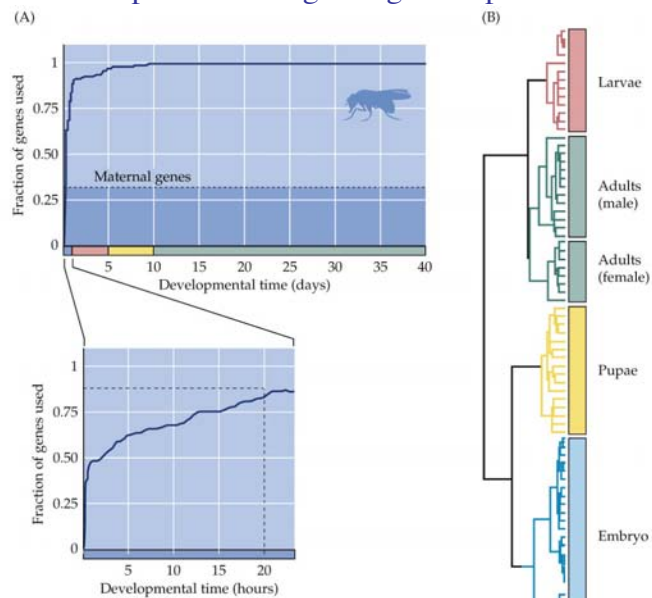 (A)
Fraction of genes used
1
0.75
0.50
0.25
0
Maternal genes
5 10 15 20 25 30 35 40
Developmental time (days)
Fraction of genes used
1
0.75
0.50
0.25
0
5 10 15 20
Developmental time (hours)
(B)
Larvae
Adults
(male)
Adults
(female)
Pupae
Embryo